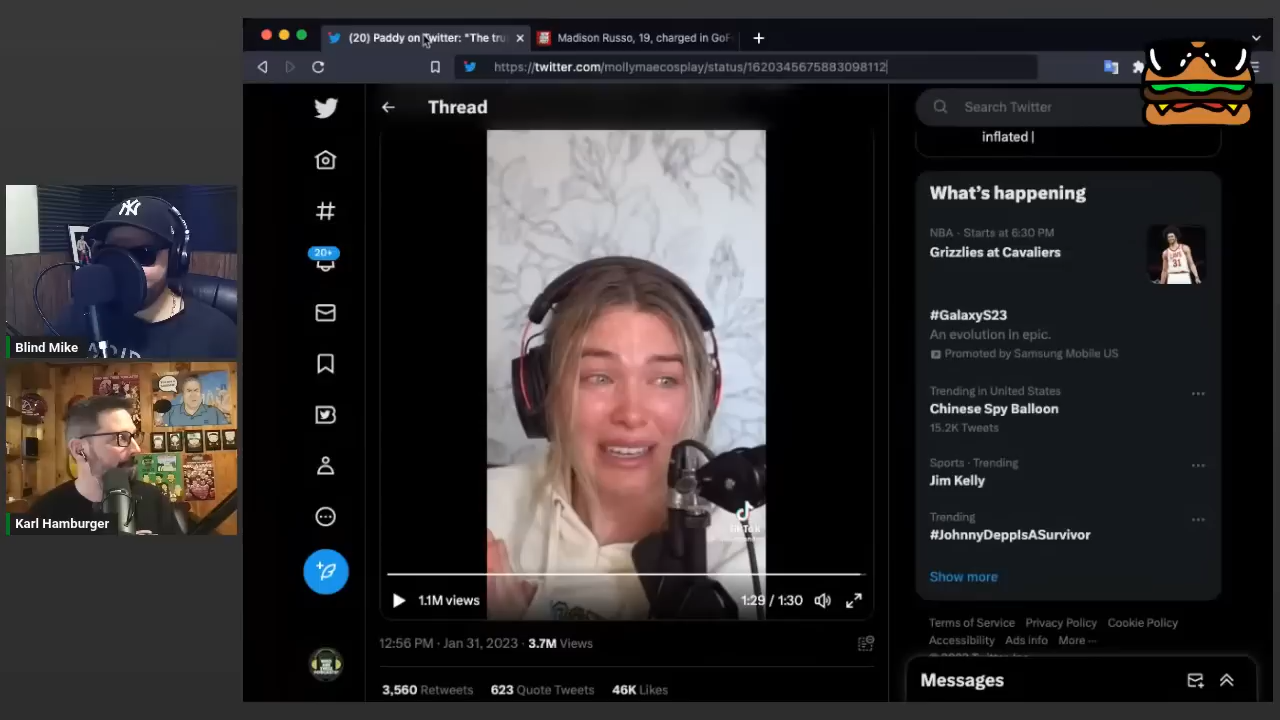 (20) Paddy on Twitter: "The tru
Madison Russo, 19, charged in GoF
https://twitter.com/mollymaecosplay/status/1620345675883098112
Thread
Search Twitter
inflated |
What's happening
NBA · Starts at 6:30 PM
Grizzlies at Cavaliers
#GalaxyS23
An evolution in epic.
Promoted by Samsung Mobile US
Trending in United States
Chinese Spy Balloon
15.2K Tweets
Sports · Trending
Jim Kelly
Trending
#JohnnyDeppIsASurvivor
Show more
Terms of Service Privacy Policy Cookie Policy
Accessibility Ads info More ···
20+
Blind Mike
Karl Hamburger
TikTok
1.1M views
1:29 / 1:30
12:56 PM · Jan 31, 2023 · 3.7M Views
3,560 Retweets 623 Quote Tweets 46K Likes
Messages